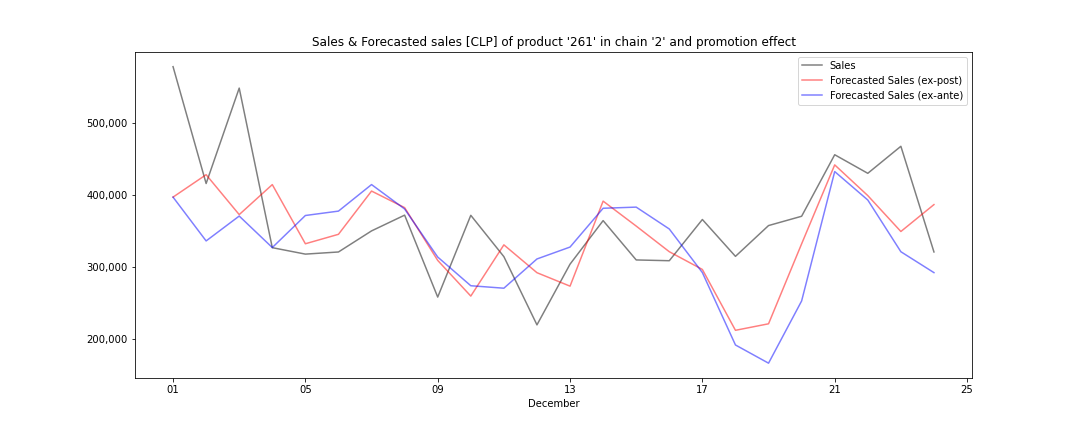 Sales & Forecasted sales [CLP] of product '261' in chain '2' and promotion effect
Sales
Forecasted Sales (ex-post)
Forecasted Sales (ex-ante)
500,000
400,000
300,000
200,000
01 05 09 13 17 21 25
December